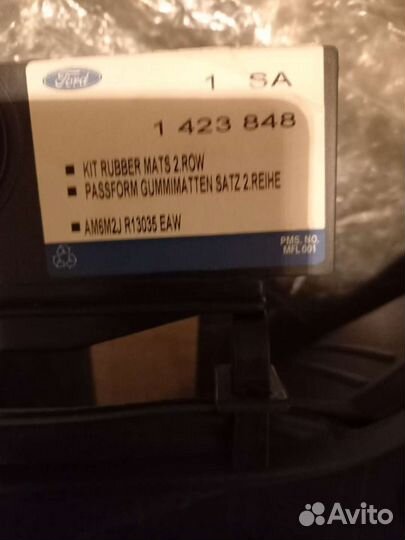 Ford
1 SA
1 423 848
KIT RUBBER MATS 2.ROW
PASSFORM GUMMIMATTEN SATZ 2.REIHE
AM6M2J R13035 EAW
PMS. NO.
MFL 001
Avito